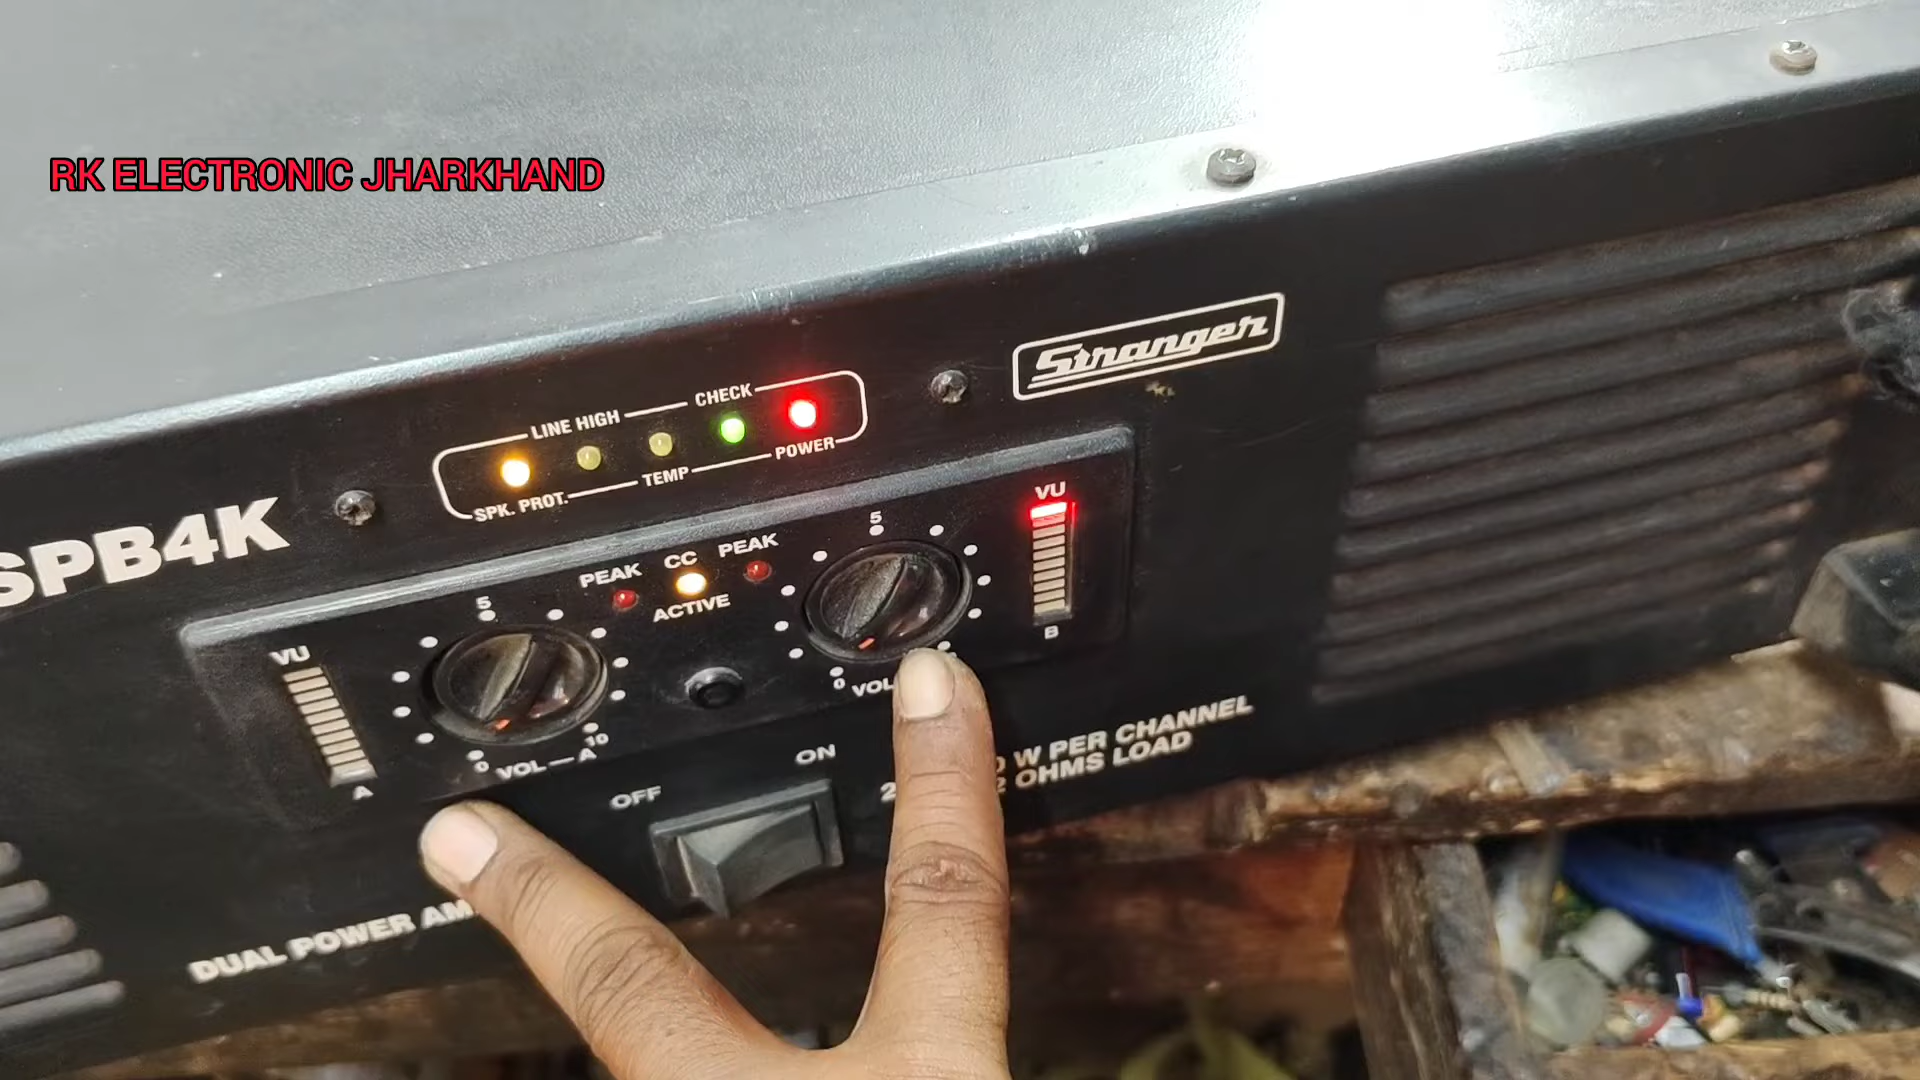 RK ELECTRONIC JHARKHAND
Stranger
LINE HIGH
CHECK
SPK. PROT.
TEMP
POWER
SPB4K
VU
A
5
0
10
VOL — A
PEAK
CC
PEAK
ACTIVE
5
0
VOL
VU
B
OFF
ON
DUAL POWER AM
W PER CHANNEL
OHMS LOAD